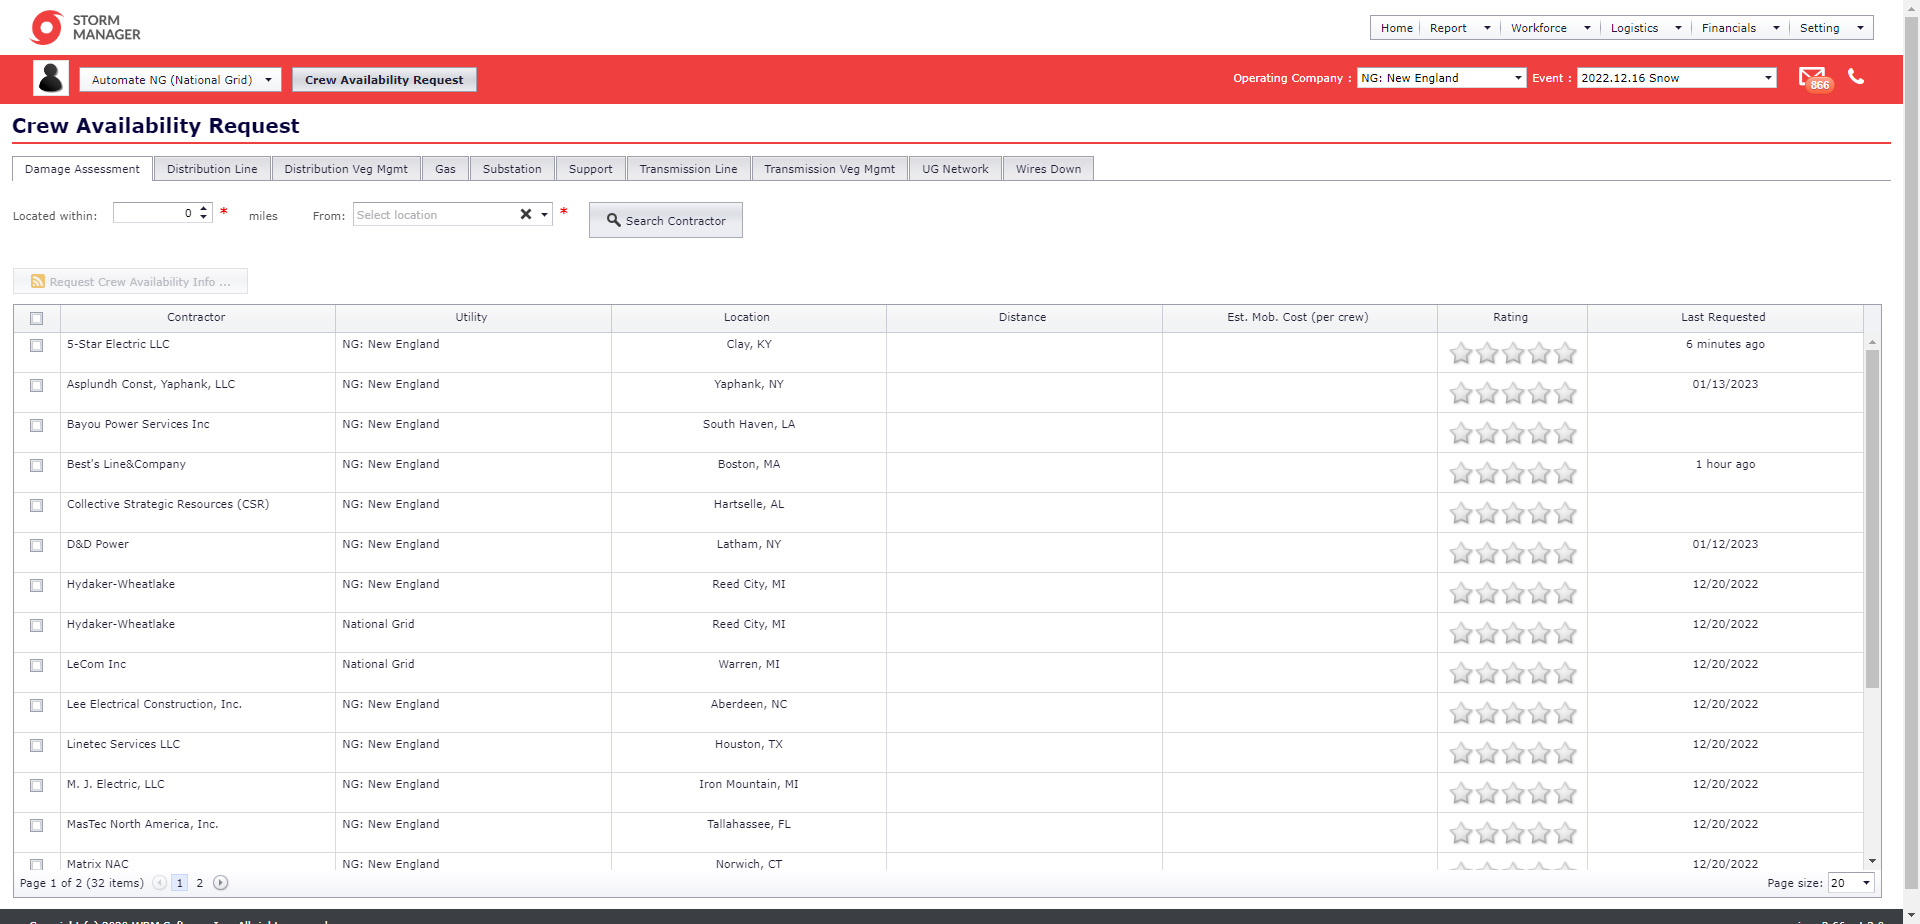 STORM
MANAGER
Home Report Workforce Logistics Financials Setting
Automate NG (National Grid) Crew Availability Request Operating Company : NG: New England Event : 2022.12.16 Snow 866
Crew Availability Request
Damage Assessment Distribution Line Distribution Veg Mgmt Gas Substation Support Transmission Line Transmission Veg Mgmt UG Network Wires Down
Located within: 0 * miles From: Select location * Search Contractor
Request Crew Availability Info ...
Contractor Utility Location Distance Est. Mob. Cost (per crew) Rating Last Requested
5-Star Electric LLC NG: New England Clay, KY 6 minutes ago
Asplundh Const, Yaphank, LLC NG: New England Yaphank, NY 01/13/2023
Bayou Power Services Inc NG: New England South Haven, LA
Best's Line&Company NG: New England Boston, MA 1 hour ago
Collective Strategic Resources (CSR) NG: New England Hartselle, AL
D&D Power NG: New England Latham, NY 01/12/2023
Hydaker-Wheatlake NG: New England Reed City, MI 12/20/2022
Hydaker-Wheatlake National Grid Reed City, MI 12/20/2022
LeCom Inc National Grid Warren, MI 12/20/2022
Lee Electrical Construction, Inc. NG: New England Aberdeen, NC 12/20/2022
Linetec Services LLC NG: New England Houston, TX 12/20/2022
M. J. Electric, LLC NG: New England Iron Mountain, MI 12/20/2022
MasTec North America, Inc. NG: New England Tallahassee, FL 12/20/2022
Matrix NAC NG: New England Norwich, CT 12/20/2022
Page 1 of 2 (32 items) 1 2 Page size: 20